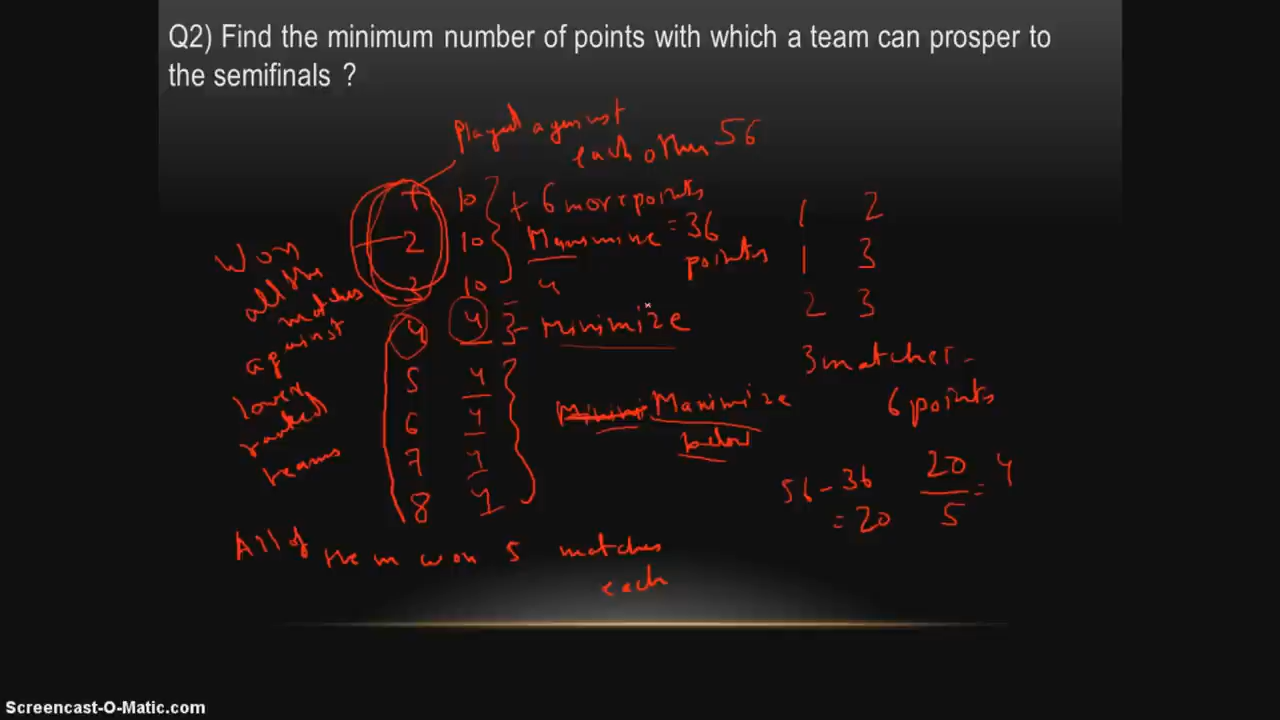 Q2) Find the minimum number of points with which a team can prosper to
the semifinals ?
played against
each other 56
1 10 + 6 more points
2 10 Maximize = 36
points
3 10
4 4 3 - Minimize
5 4
6 4 Maximize
below
7 4
8 4
Won
all the
matches
against
lower
ranked
teams
All of
them won 5 matches
each
1 2
1 3
2 3
3 matches -
6 points
56 - 36
= 20
20
5
= 4
Screencast-O-Matic.com